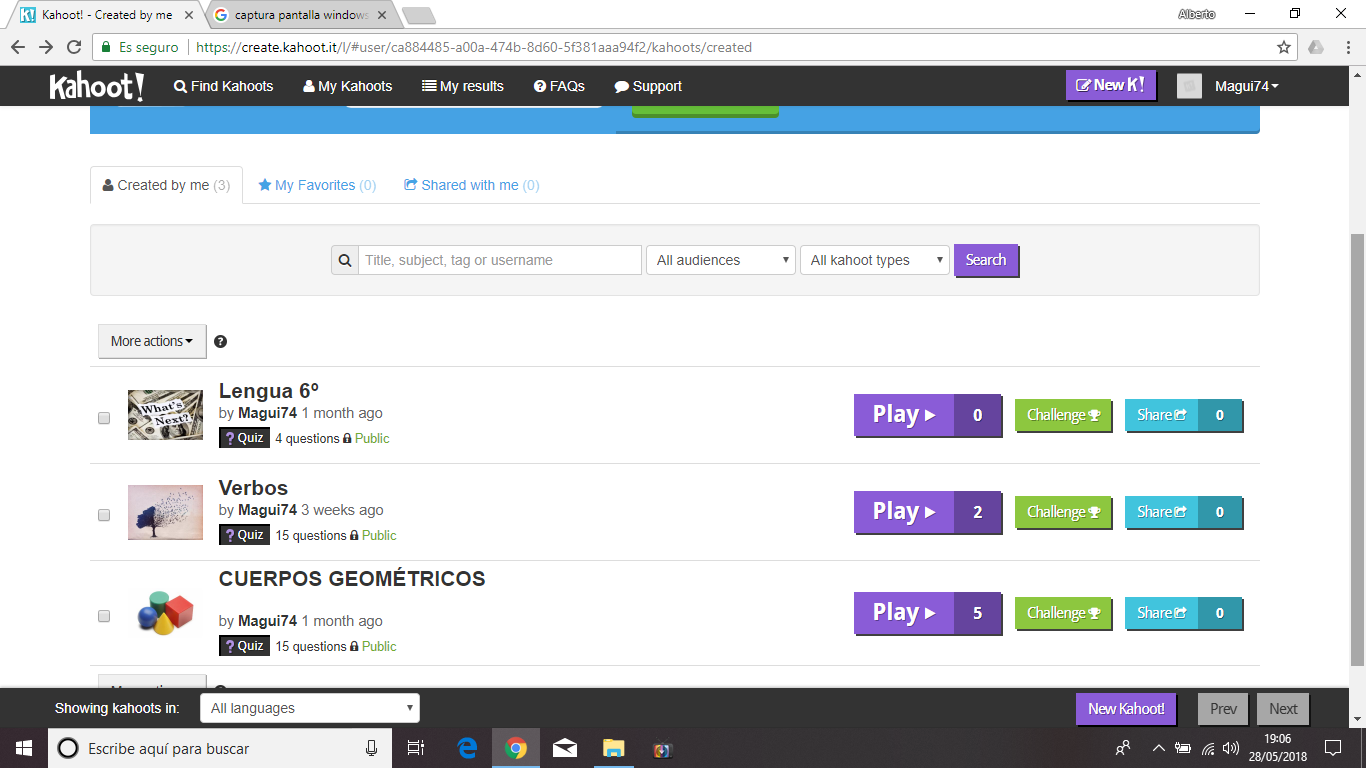 Kahoot! - Created by me
captura pantalla windows
Alberto
Es seguro
https://create.kahoot.it/l/#user/ca884485-a00a-474b-8d60-5f381aaa94f2/kahoots/created
Kahoot! Find Kahoots My Kahoots My results FAQs Support New K! Magui74
Created by me (3) My Favorites (0) Shared with me (0)
Title, subject, tag or username All audiences All kahoot types Search
More actions
What's Next?
Lengua 6º
by Magui74 1 month ago
? Quiz 4 questions Public
Play 0 Challenge Share 0
Verbos
by Magui74 3 weeks ago
? Quiz 15 questions Public
Play 2 Challenge Share 0
CUERPOS GEOMÉTRICOS
by Magui74 1 month ago
? Quiz 15 questions Public
Play 5 Challenge Share 0
Showing kahoots in: All languages New Kahoot! Prev Next
Escribe aquí para buscar
19:06
28/05/2018